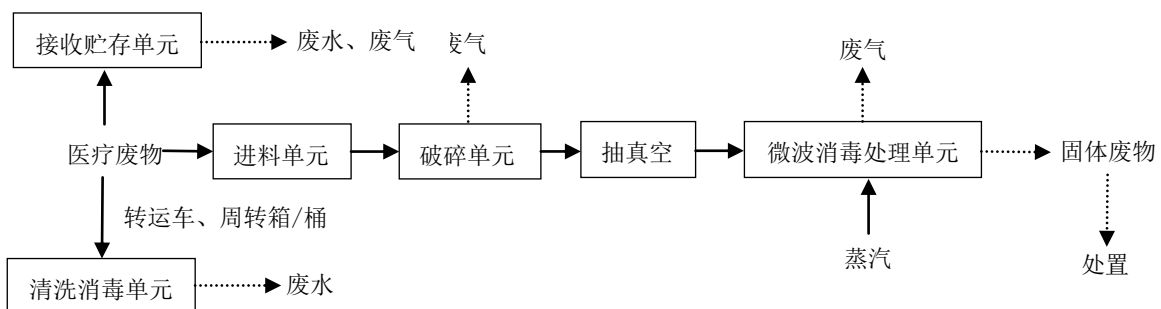 接收贮存单元
废水、废气
废气
废气
医疗废物
进料单元
破碎单元
抽真空
微波消毒处理单元
固体废物
转运车、周转箱/桶
蒸汽
处置
清洗消毒单元
废水